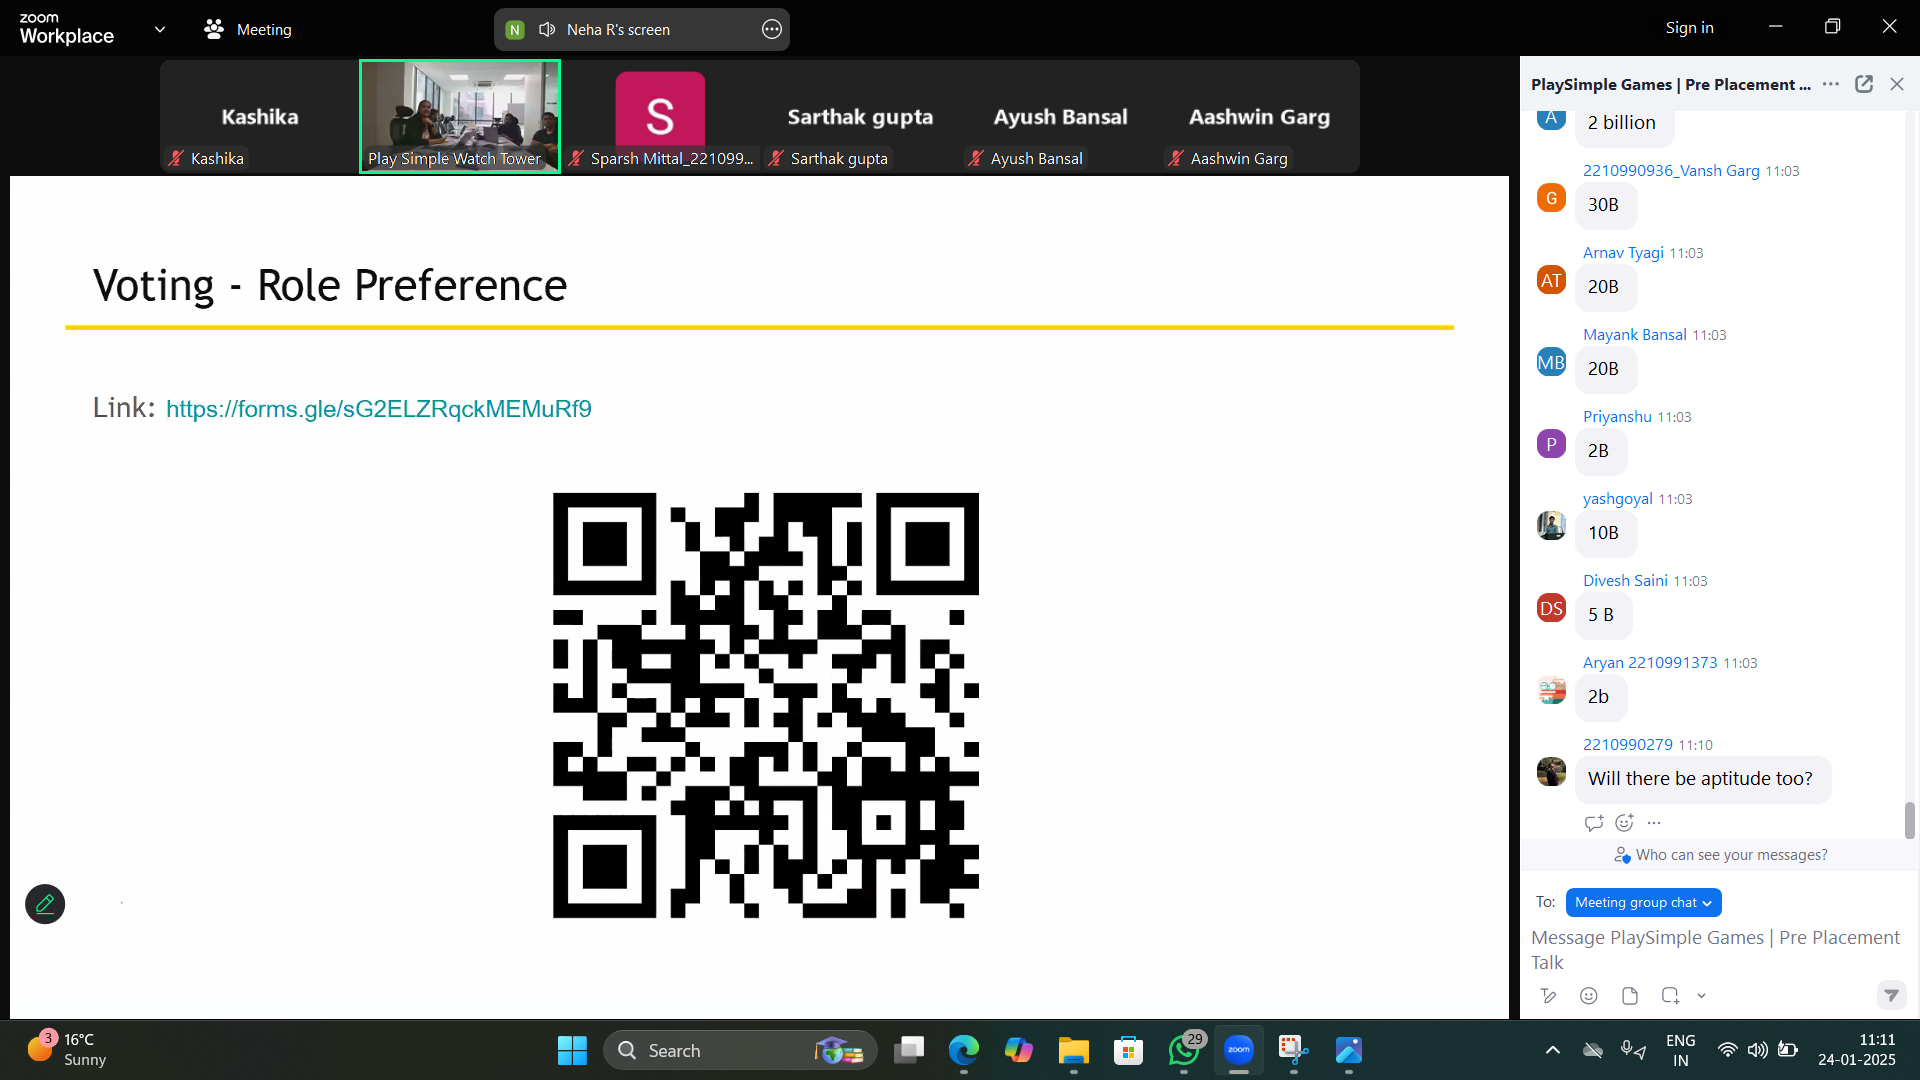 zoom
Workplace
Meeting
N
Neha R's screen
Sign in
Kashika
Kashika
Play Simple Watch Tower
S
Sparsh Mittal_221099...
Sarthak gupta
Sarthak gupta
Ayush Bansal
Ayush Bansal
Aashwin Garg
Aashwin Garg
Voting - Role Preference
Link: https://forms.gle/sG2ELZRqckMEMuRf9
PlaySimple Games | Pre Placement ...
A
2 billion
2210990936_Vansh Garg 11:03
G
30B
Arnav Tyagi 11:03
AT
20B
Mayank Bansal 11:03
MB
20B
Priyanshu 11:03
P
2B
yashgoyal 11:03
10B
Divesh Saini 11:03
DS
5 B
Aryan 2210991373 11:03
2b
2210990279 11:10
Will there be aptitude too?
Who can see your messages?
To: Meeting group chat
Message PlaySimple Games | Pre Placement
Talk
3
16°C
Sunny
Search
29
zoom
ENG
IN
11:11
24-01-2025